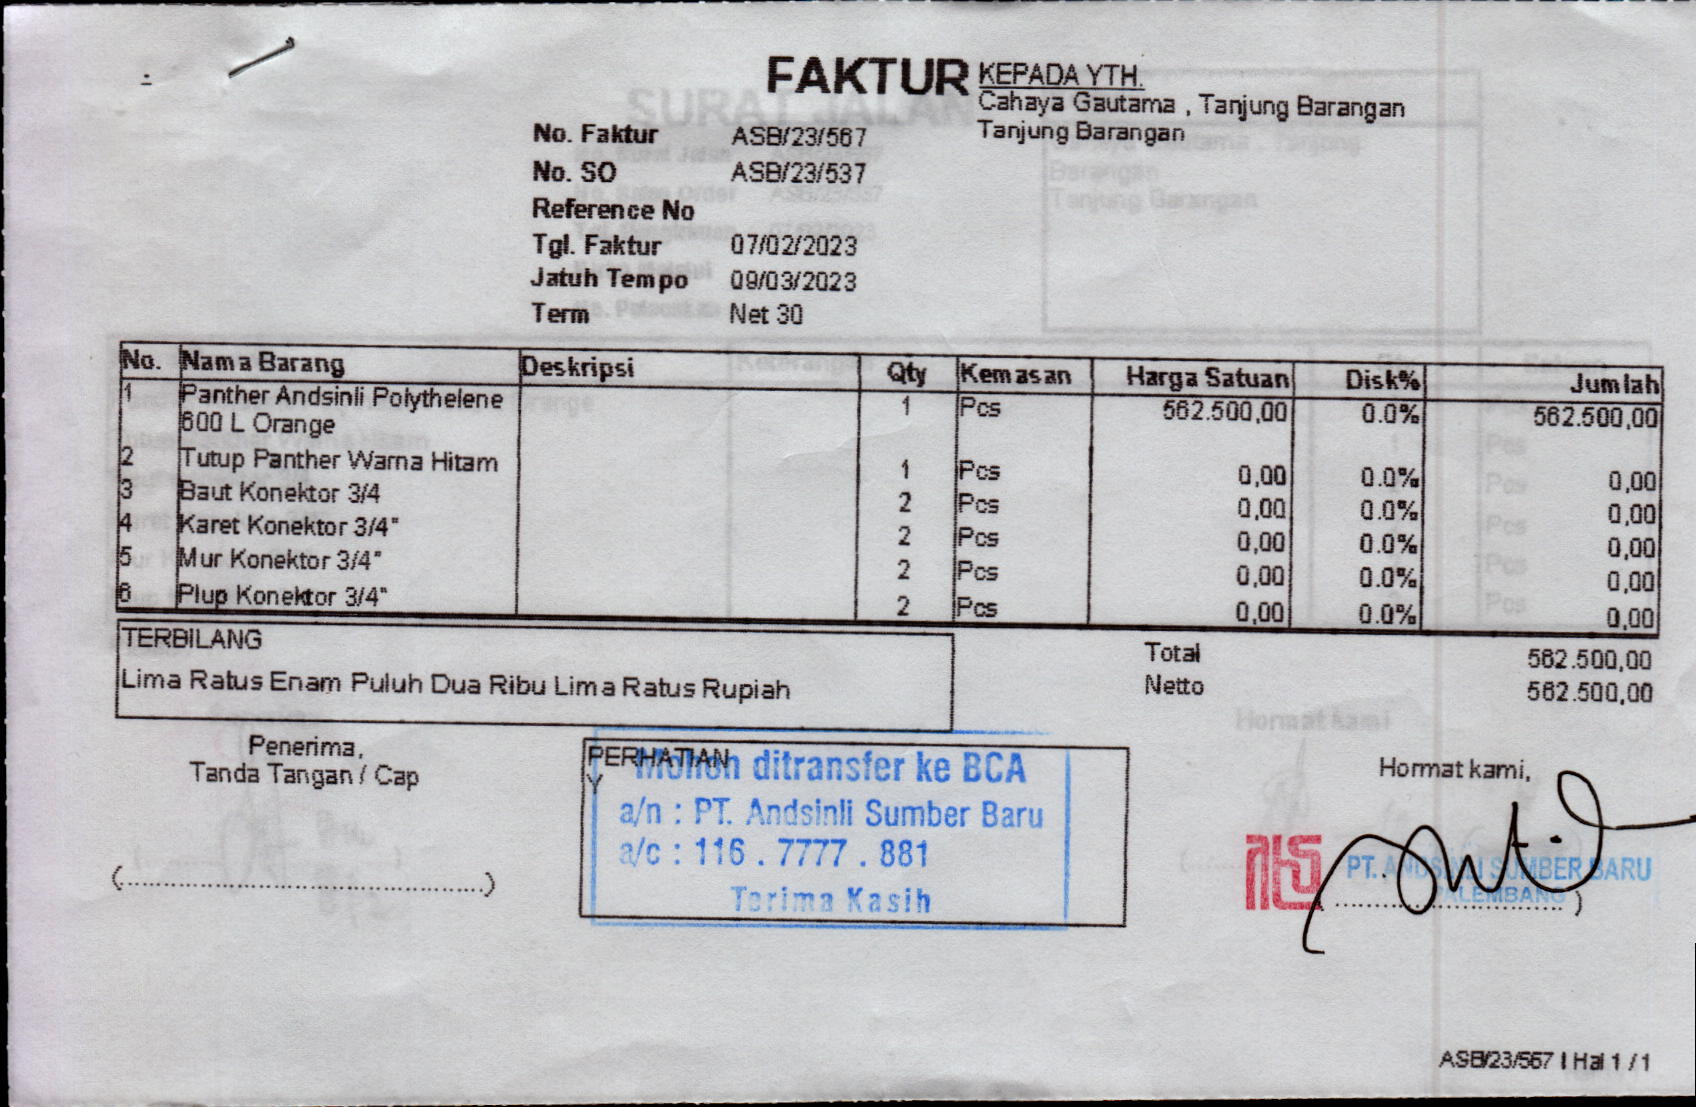 FAKTUR
KEPADA YTH.
Cahaya Gautama , Tanjung Barangan
Tanjung Barangan
No. Faktur ASB/23/567
No. SO ASB/23/537
Reference No
Tgl. Faktur 07/02/2023
Jatuh Tempo 09/03/2023
Term Net 30
No. Nama Barang Deskripsi Qty Kemasan Harga Satuan Disk% Jumlah
1 Panther Andsinli Polythelene 1 Pcs 562.500,00 0.0% 562.500,00
600 L Orange
2 Tutup Panther Warna Hitam 1 Pcs 0,00 0.0% 0,00
3 Baut Konektor 3/4 2 Pcs 0,00 0.0% 0,00
4 Karet Konektor 3/4" 2 Pcs 0,00 0.0% 0,00
5 Mur Konektor 3/4" 2 Pcs 0,00 0.0% 0,00
6 Plup Konektor 3/4" 2 Pcs 0,00 0.0% 0,00
TERBILANG
Lima Ratus Enam Puluh Dua Ribu Lima Ratus Rupiah
Total 562.500,00
Netto 562.500,00
Penerima,
Tanda Tangan / Cap
(..................................................)
PERHATIAN
Y
Mohon ditransfer ke BCA
a/n : PT. Andsinli Sumber Baru
a/c : 116 . 7777 . 881
Terima Kasih
Hormat kami,
PT. ANDSINLI SUMBER BARU
PALEMBANG
(................................)
ASB/23/567 | Hal 1 / 1